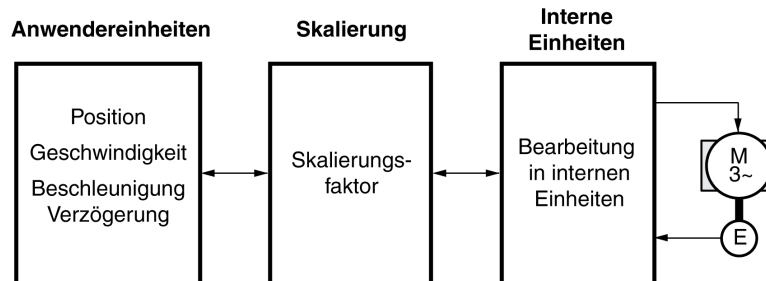 Anwendereinheiten
Skalierung
Interne
Einheiten
Position
Geschwindigkeit
Beschleunigung
Verzögerung
Skalierungs-
faktor
Bearbeitung
in internen
Einheiten
M
3~
E